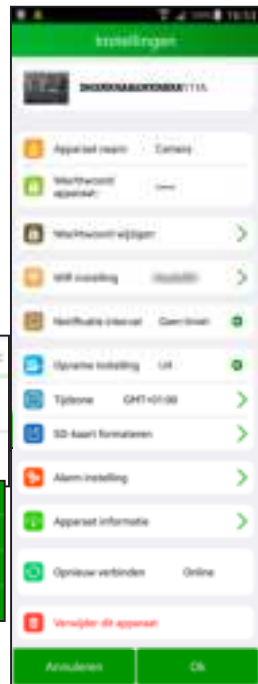 Instellingen
Apparaat naam Camera
Wachtwoord
apparaat:
Wachtwoord wijzigen
Wifi instelling
Notificatie interval Geen limiet
Opname instelling Uit
Tijdzone GMT+01:00
SD-kaart formateren
Alarm instelling
Apparaat informatie
Opnieuw verbinden Online
Verwijder dit apparaat
Annuleren Ok